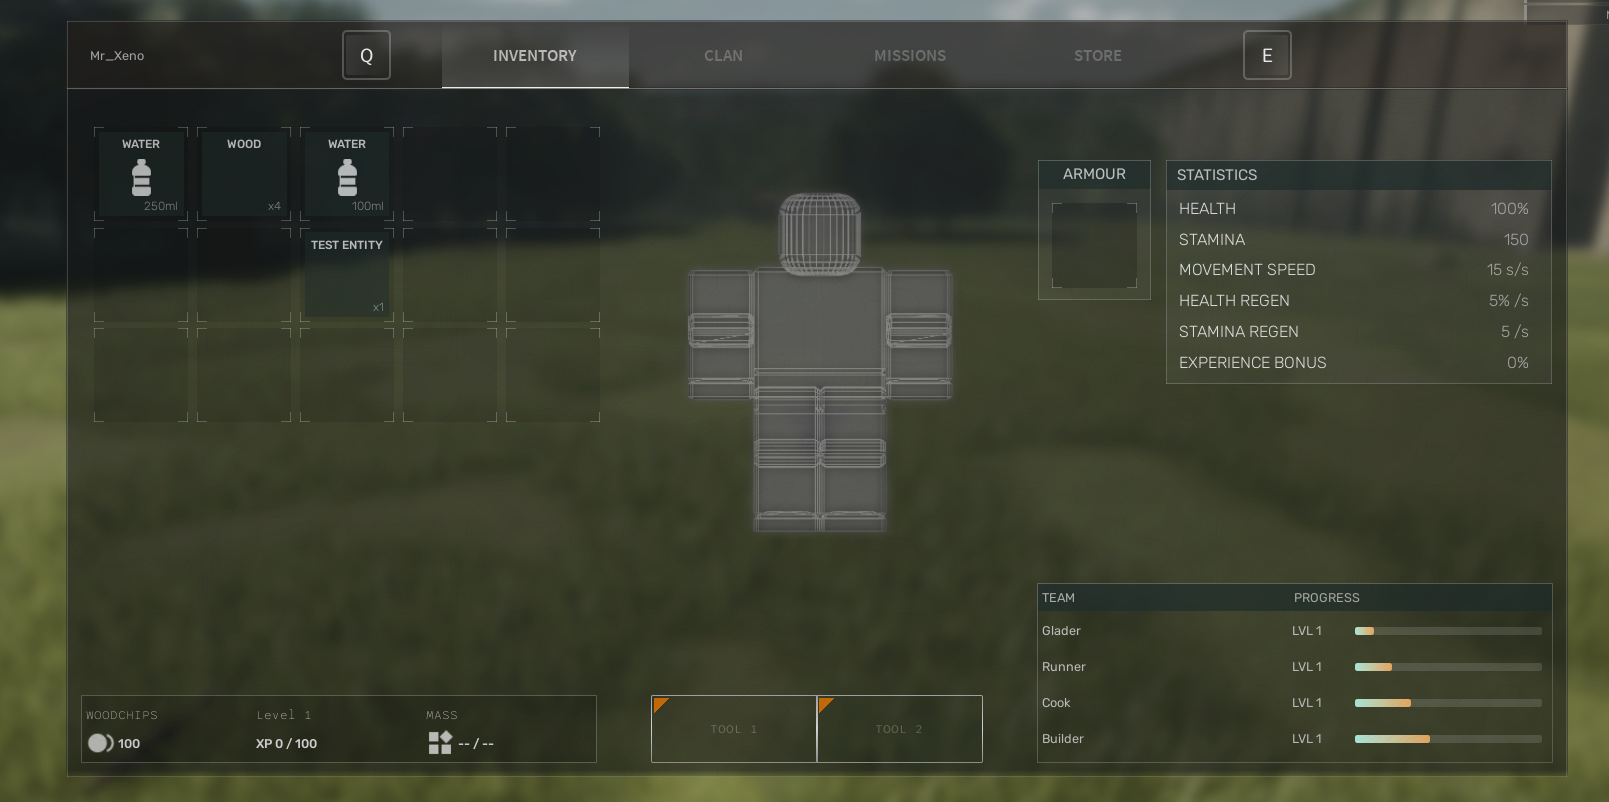 Mr_Xeno
Q
INVENTORY
CLAN
MISSIONS
STORE
E
WATER
250ml
WOOD
x4
WATER
100ml
TEST ENTITY
x1
ARMOUR
STATISTICS
HEALTH 100%
STAMINA 150
MOVEMENT SPEED 15 s/s
HEALTH REGEN 5% /s
STAMINA REGEN 5 /s
EXPERIENCE BONUS 0%
TEAM PROGRESS
Glader LVL 1
Runner LVL 1
Cook LVL 1
Builder LVL 1
WOODCHIPS
100
Level 1
XP 0 / 100
MASS
-- / --
TOOL 1
TOOL 2